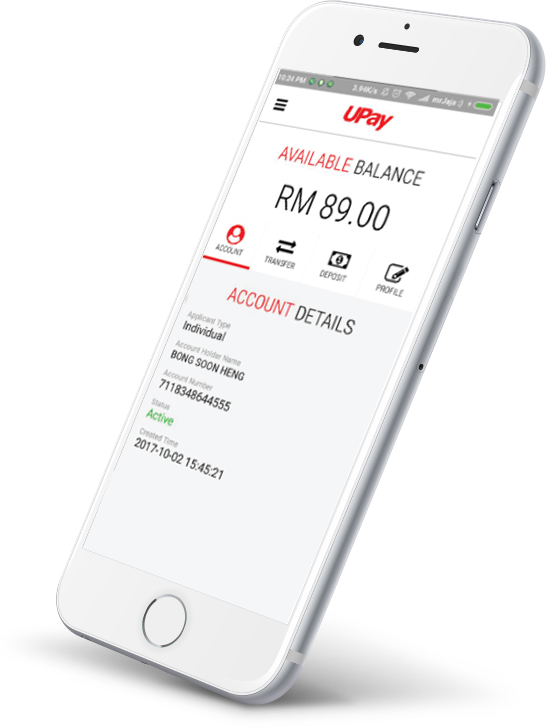 10:24 PM 3.94K/s
UPay
AVAILABLE BALANCE
RM 89.00
ACCOUNT TRANSFER DEPOSIT PROFILE
ACCOUNT DETAILS
Applicant Type
Individual
Account Holder Name
BONG SOON HENG
Account Number
7118348644555
Status
Active
Created Time
2017-10-02 15:45:21